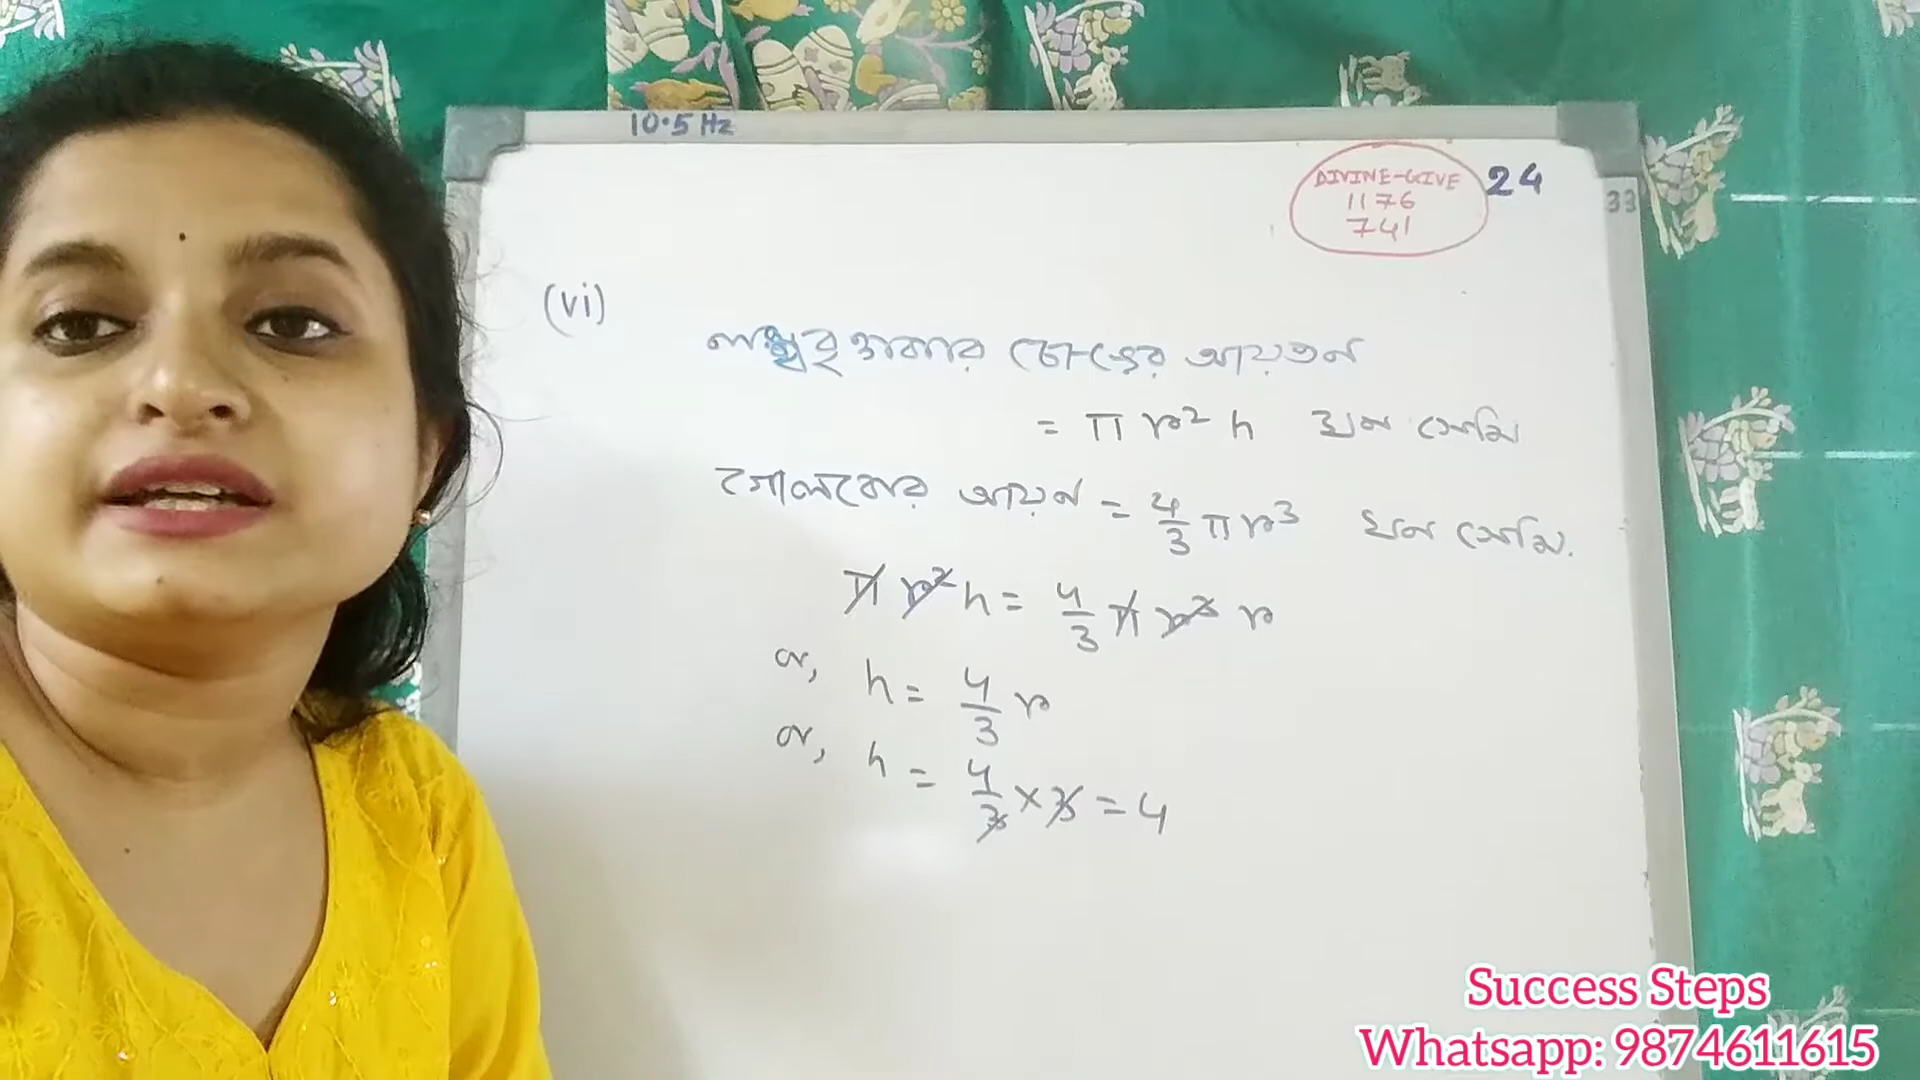 10.5 Hz
DIVINE-GIVE
1176
741
24
33
(vi)
লম্ববৃত্তাকার চোঙের আয়তন
= π r² h ঘন সেমি
গোলকের আয়ন = 4/3 π r³ ঘন সেমি.
π r² h = 4/3 π r² r
or, h = 4/3 r
or, h = 4/3 × 3 = 4
Success Steps
Whatsapp: 9874611615